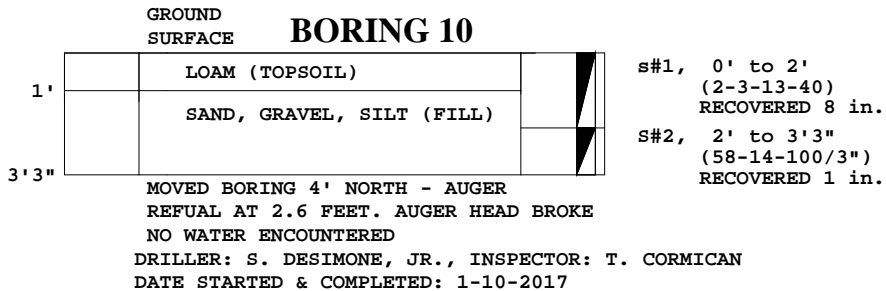 GROUND
SURFACE
BORING 10
LOAM (TOPSOIL)
1'
SAND, GRAVEL, SILT (FILL)
3'3"
s#1, 0' to 2'
(2-3-13-40)
RECOVERED 8 in.
S#2, 2' to 3'3"
(58-14-100/3")
RECOVERED 1 in.
MOVED BORING 4' NORTH - AUGER
REFUAL AT 2.6 FEET. AUGER HEAD BROKE
NO WATER ENCOUNTERED
DRILLER: S. DESIMONE, JR., INSPECTOR: T. CORMICAN
DATE STARTED & COMPLETED: 1-10-2017